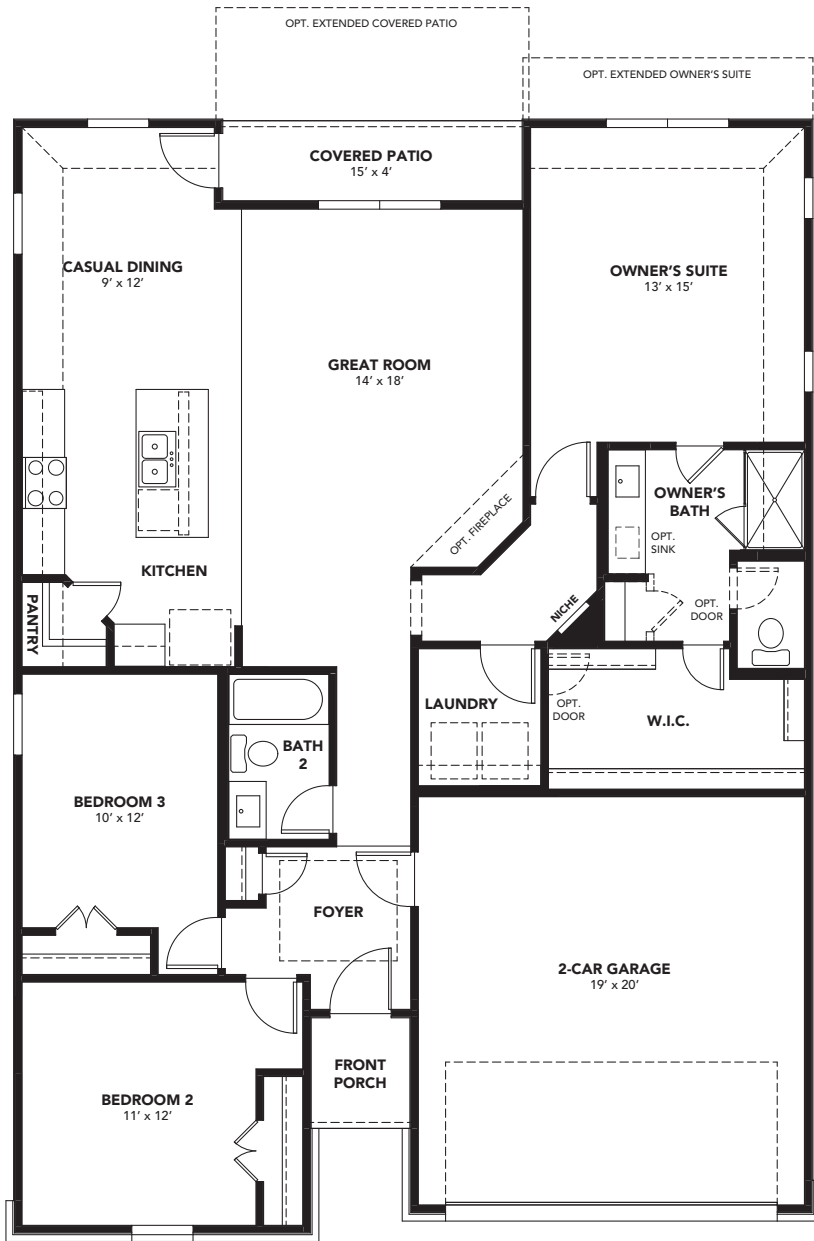 OPT. EXTENDED COVERED PATIO
OPT. EXTENDED OWNER'S SUITE
COVERED PATIO
15' x 4'
CASUAL DINING
9' x 12'
OWNER'S SUITE
13' x 15'
GREAT ROOM
14' x 18'
OPT. FIREPLACE
OWNER'S
BATH
OPT.
SINK
KITCHEN
PANTRY
NICHE
OPT.
DOOR
LAUNDRY
OPT.
DOOR
W.I.C.
BATH
2
BEDROOM 3
10' x 12'
FOYER
2-CAR GARAGE
19' x 20'
FRONT
PORCH
BEDROOM 2
11' x 12'